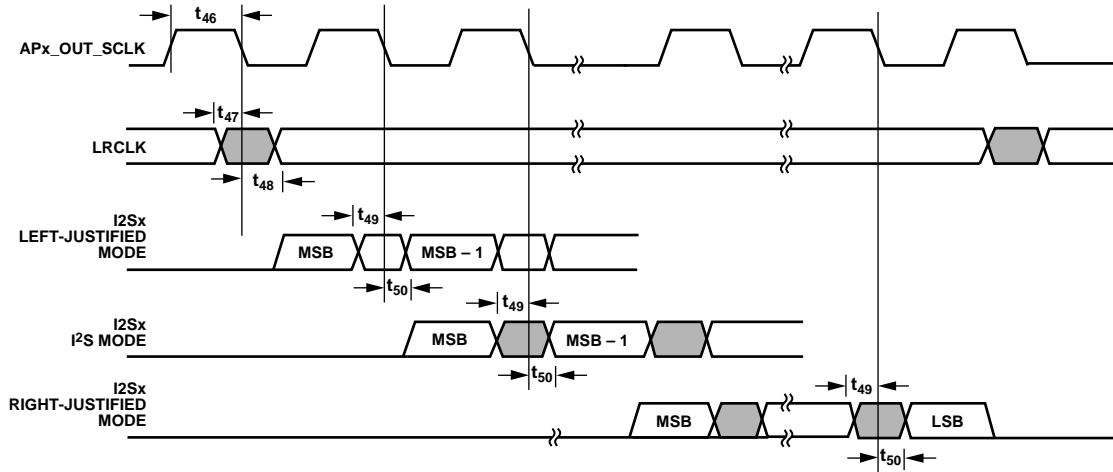 t46
APx_OUT_SCLK
t47
LRCLK
t48
I2Sx
LEFT-JUSTIFIED
MODE
t49
MSB
MSB – 1
t50
t49
I2Sx
I2S MODE
MSB
MSB – 1
t50
t49
I2Sx
RIGHT-JUSTIFIED
MODE
MSB
LSB
t50